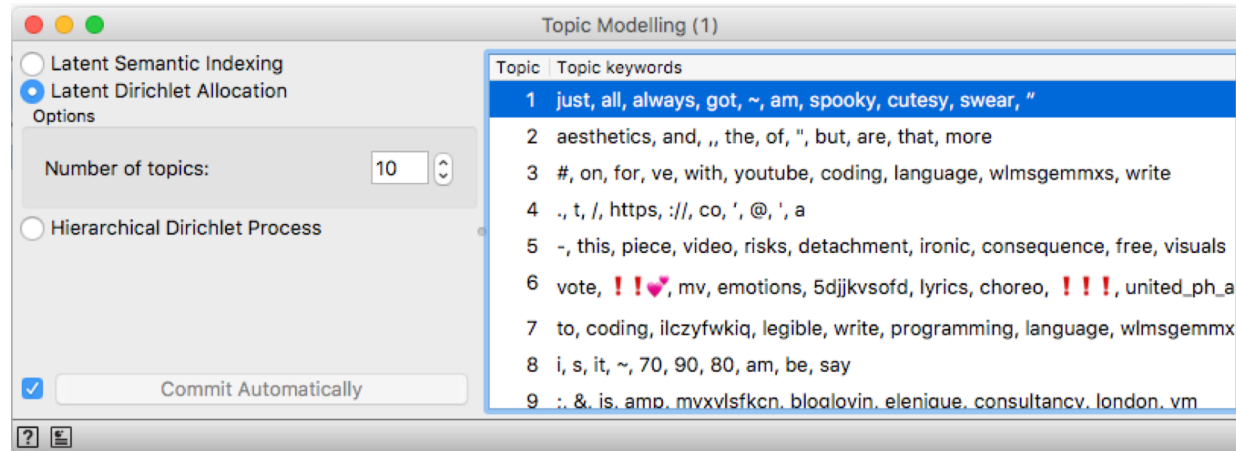 Topic Modelling (1)
Latent Semantic Indexing
Latent Dirichlet Allocation
Options
Number of topics: 10
Hierarchical Dirichlet Process
Commit Automatically
?
Topic Topic keywords
1 just, all, always, got, ~, am, spooky, cutesy, swear, “
2 aesthetics, and, ,, the, of, ", but, are, that, more
3 #, on, for, ve, with, youtube, coding, language, wlmsgemmxs, write
4 ., t, /, https, ://, co, ‘, @, ', a
5 -, this, piece, video, risks, detachment, ironic, consequence, free, visuals
6 vote, ❗❗💕, mv, emotions, 5djjkvsofd, lyrics, choreo, ❗❗❗, united_ph_a
7 to, coding, ilczyfwkiq, legible, write, programming, language, wlmsgemmx
8 i, s, it, ~, 70, 90, 80, am, be, say
9 :, &, is, amp, myxylsfkcn, bloglovin, elenique, consultancy, london, vm